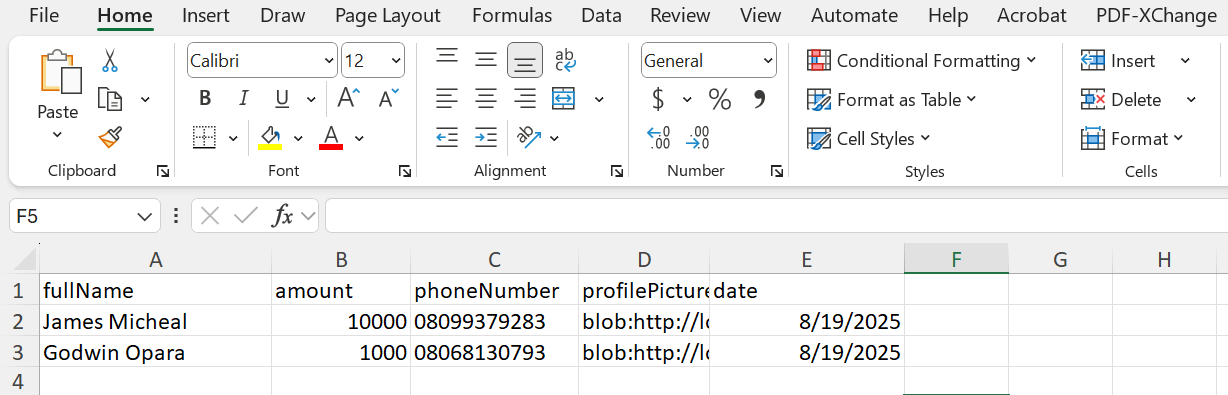 File Home Insert Draw Page Layout Formulas Data Review View Automate Help Acrobat PDF-XChange
Calibri 12 General Conditional Formatting Insert
Paste B I U A A $ % Format as Table Delete
A Cell Styles Format
Clipboard Font Alignment Number Styles Cells
F5 fx
A B C D E F G H
1 fullName amount phoneNumber profilePicture date
2 James Micheal 10000 08099379283 blob:http://lo 8/19/2025
3 Godwin Opara 1000 08068130793 blob:http://lo 8/19/2025
4